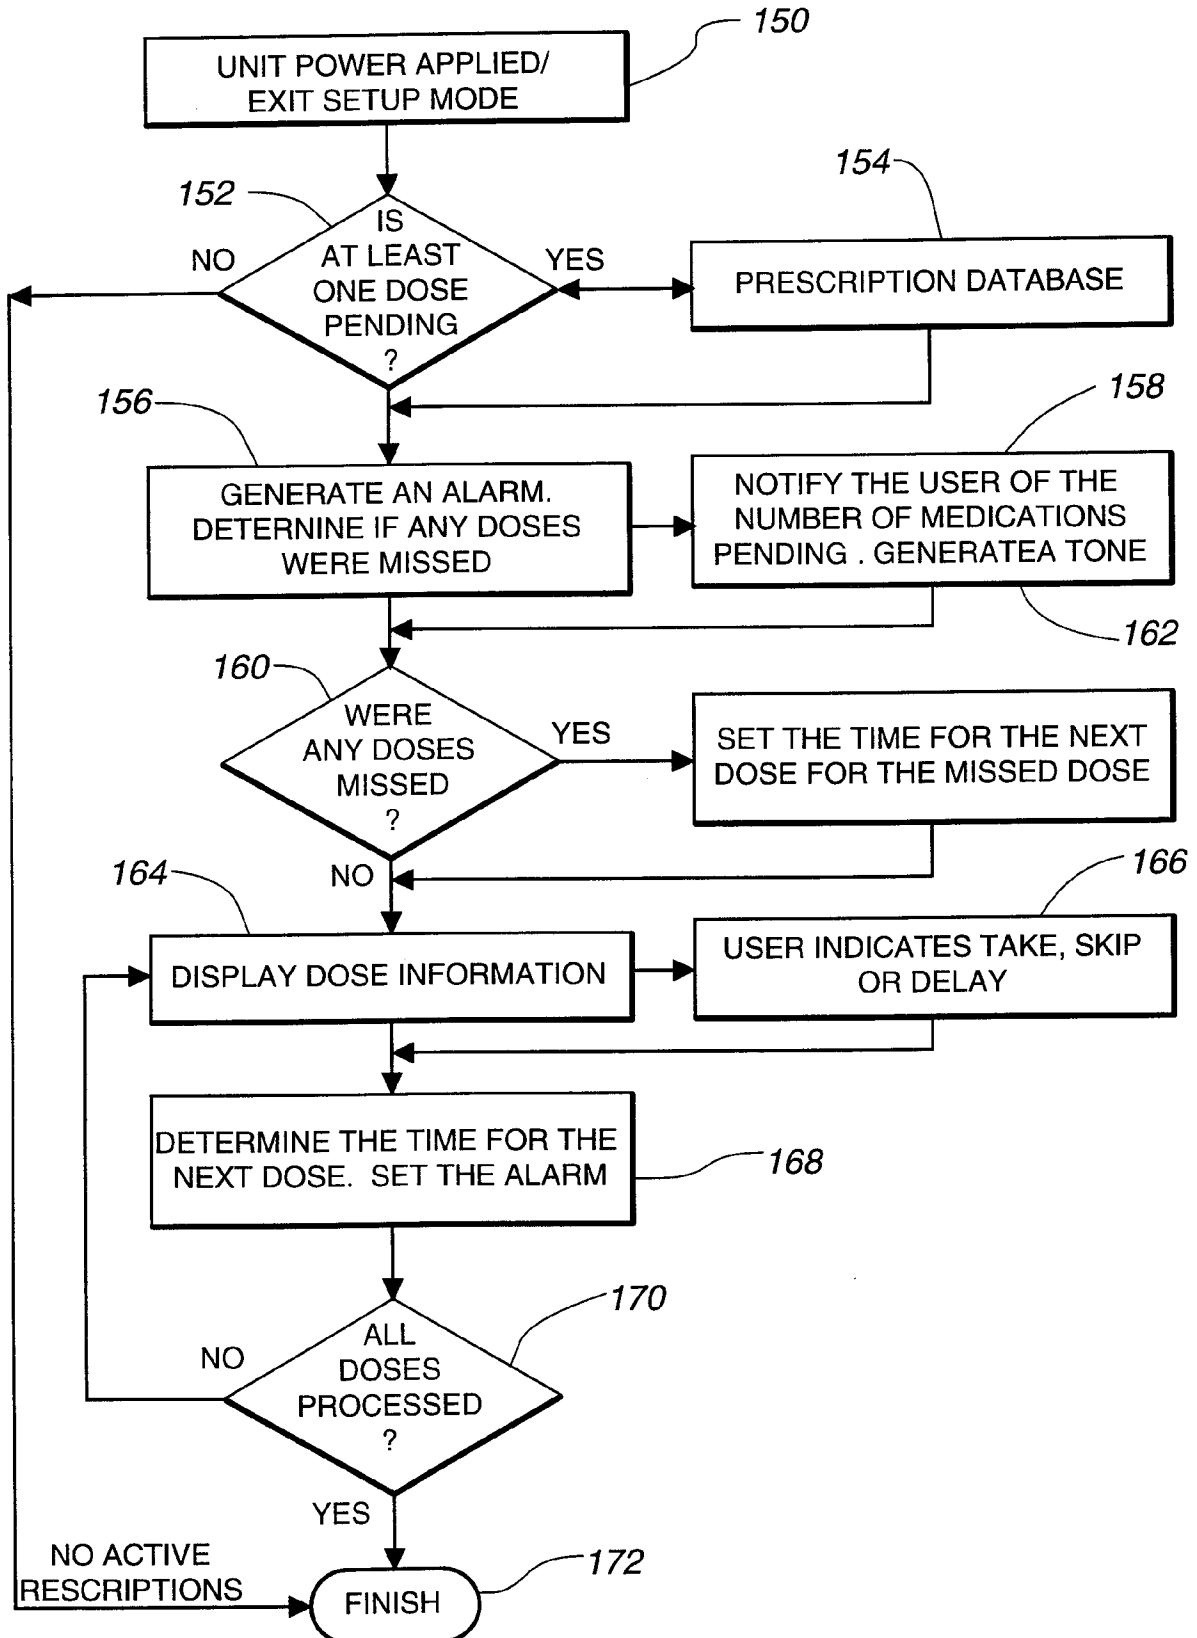 150
UNIT POWER APPLIED/
EXIT SETUP MODE
154
152
IS
AT LEAST
ONE DOSE
PENDING
?
NO
YES
PRESCRIPTION DATABASE
156
158
GENERATE AN ALARM.
DETERNINE IF ANY DOSES
WERE MISSED
NOTIFY THE USER OF THE
NUMBER OF MEDICATIONS
PENDING . GENERATEA TONE
162
160
WERE
ANY DOSES
MISSED
?
YES
SET THE TIME FOR THE NEXT
DOSE FOR THE MISSED DOSE
NO
164
166
DISPLAY DOSE INFORMATION
USER INDICATES TAKE, SKIP
OR DELAY
DETERMINE THE TIME FOR THE
NEXT DOSE. SET THE ALARM
168
170
ALL
DOSES
PROCESSED
?
NO
YES
NO ACTIVE
RESCRIPTIONS
172
FINISH